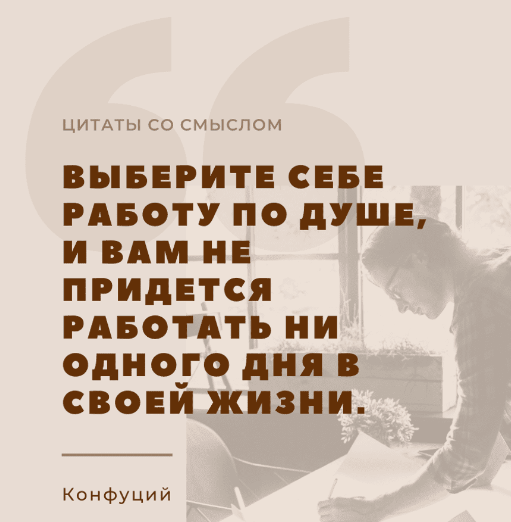 ЦИТАТЫ СО СМЫСЛОМ
ВЫБЕРИТЕ СЕБЕ
РАБОТУ ПО ДУШЕ,
И ВАМ НЕ
ПРИДЕТСЯ
РАБОТАТЬ НИ
ОДНОГО ДНЯ В
СВОЕЙ ЖИЗНИ.
Конфуций